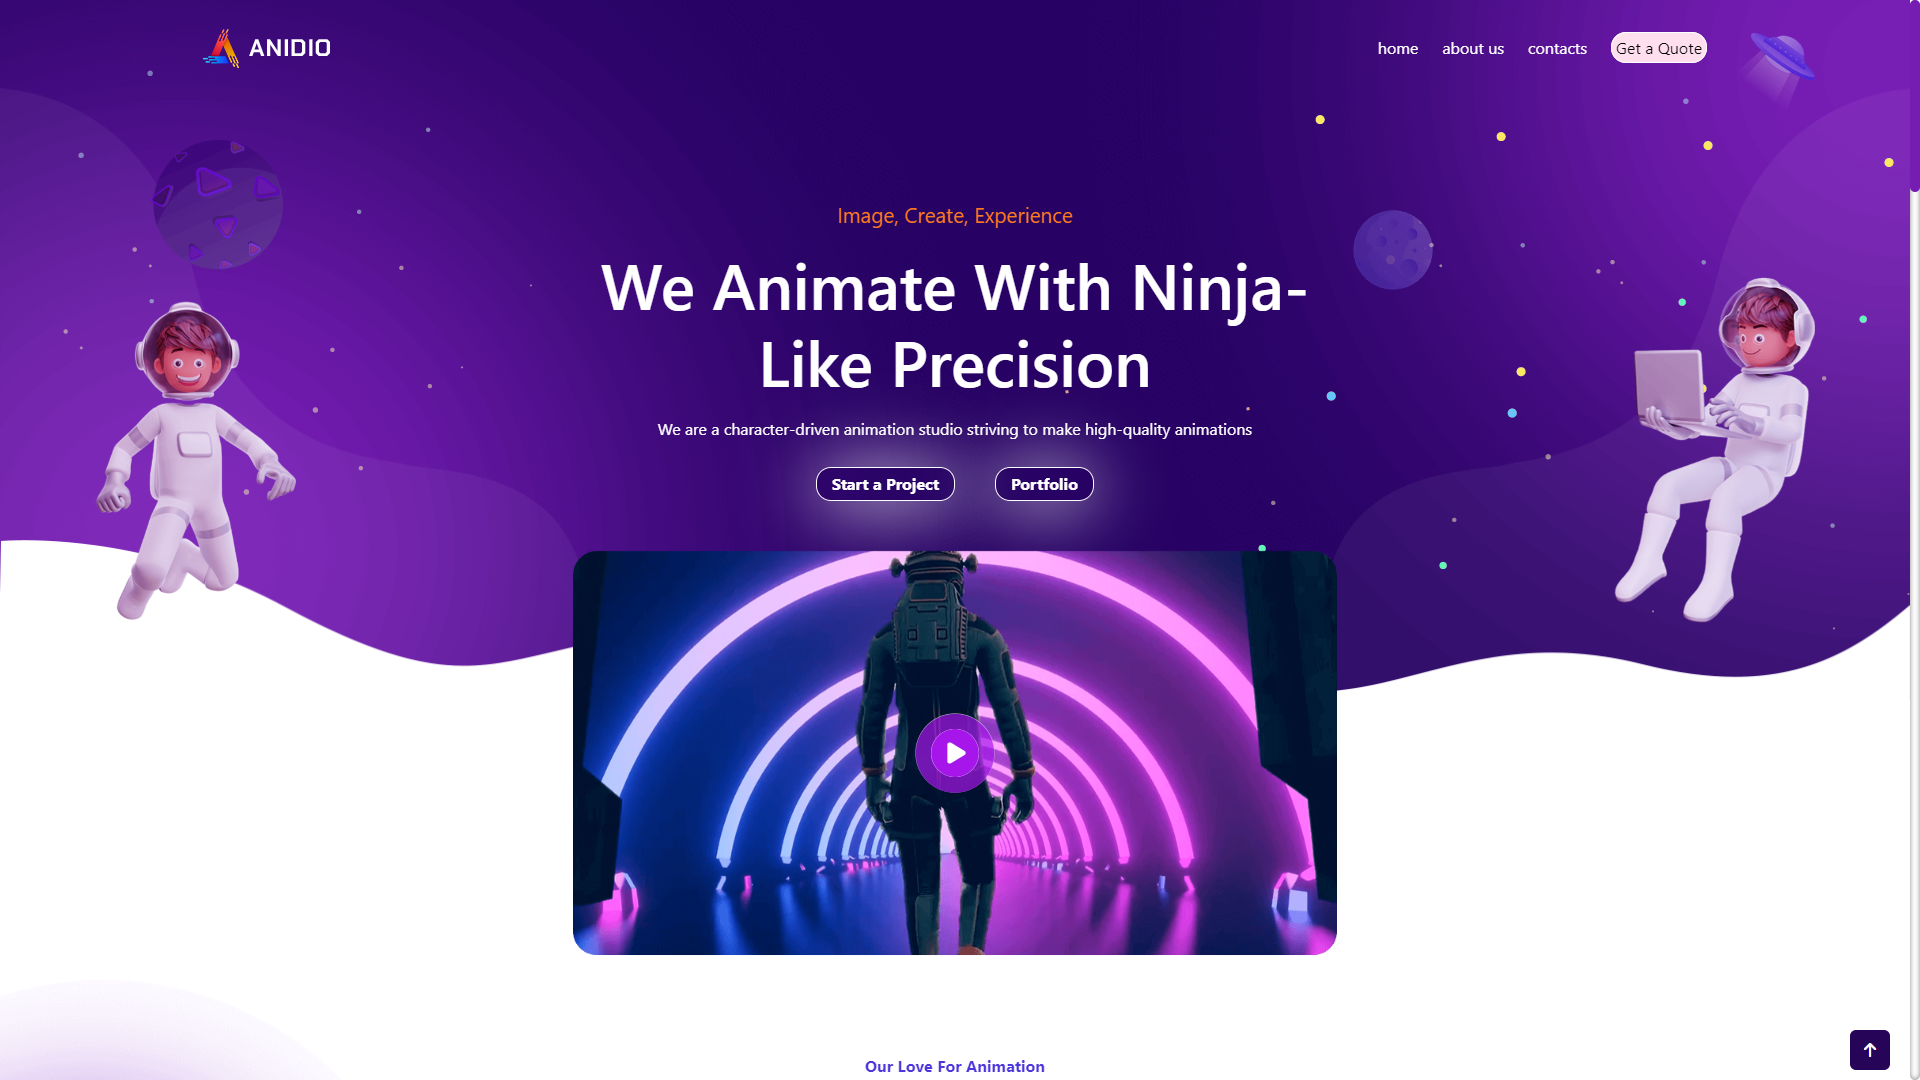 ANIDIO
home
about us
contacts
Get a Quote
Image, Create, Experience
We Animate With Ninja-
Like Precision
We are a character-driven animation studio striving to make high-quality animations
Start a Project
Portfolio
Our Love For Animation